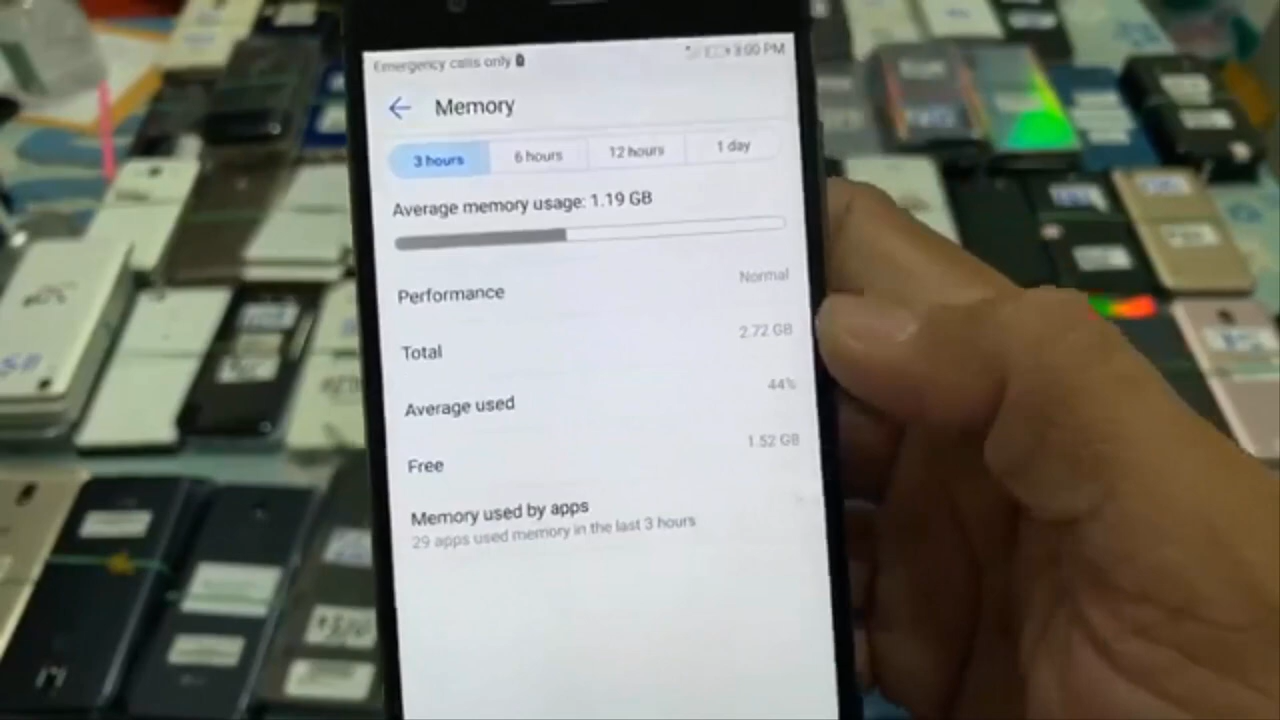 Emergency calls only
3:00 PM
Memory
3 hours
6 hours
12 hours
1 day
Average memory usage: 1.19 GB
Performance
Normal
Total
2.72 GB
Average used
44%
Free
1.52 GB
Memory used by apps
29 apps used memory in the last 3 hours